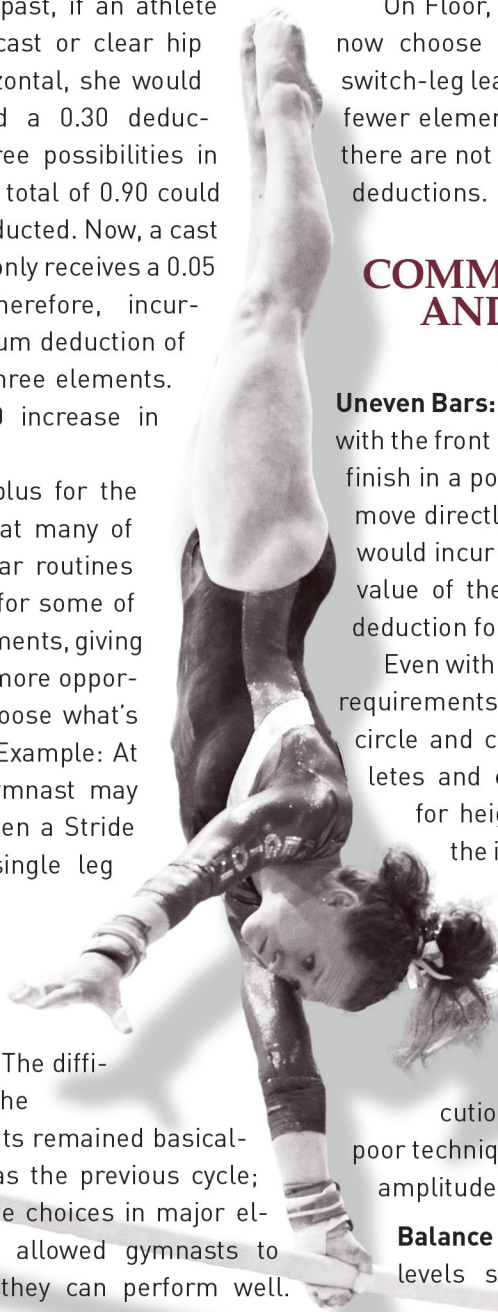 past, if an athlete
cast or clear hip
zontal, she would
d a 0.30 deduc-
ree possibilities in
total of 0.90 could
ducted. Now, a cast
only receives a 0.05
herefore, incur-
um deduction of
hree elements.
0 increase in
plus for the
at many of
ar routines
for some of
ments, giving
more oppor-
oose what's
Example: At
ymnast may
en a Stride
single leg
The diffi-
he
ts remained basical-
as the previous cycle;
e choices in major el-
allowed gymnasts to
they can perform well.
On Floor,
now choose
switch-leg lea
fewer elemen
there are not
deductions.
COMM
AND
Uneven Bars:
with the front
finish in a po
move directl
would incur
value of the
deduction fo
Even with
requirements
circle and c
letes and
for heig
the i
cutio
poor techniq
amplitude
Balance
levels s